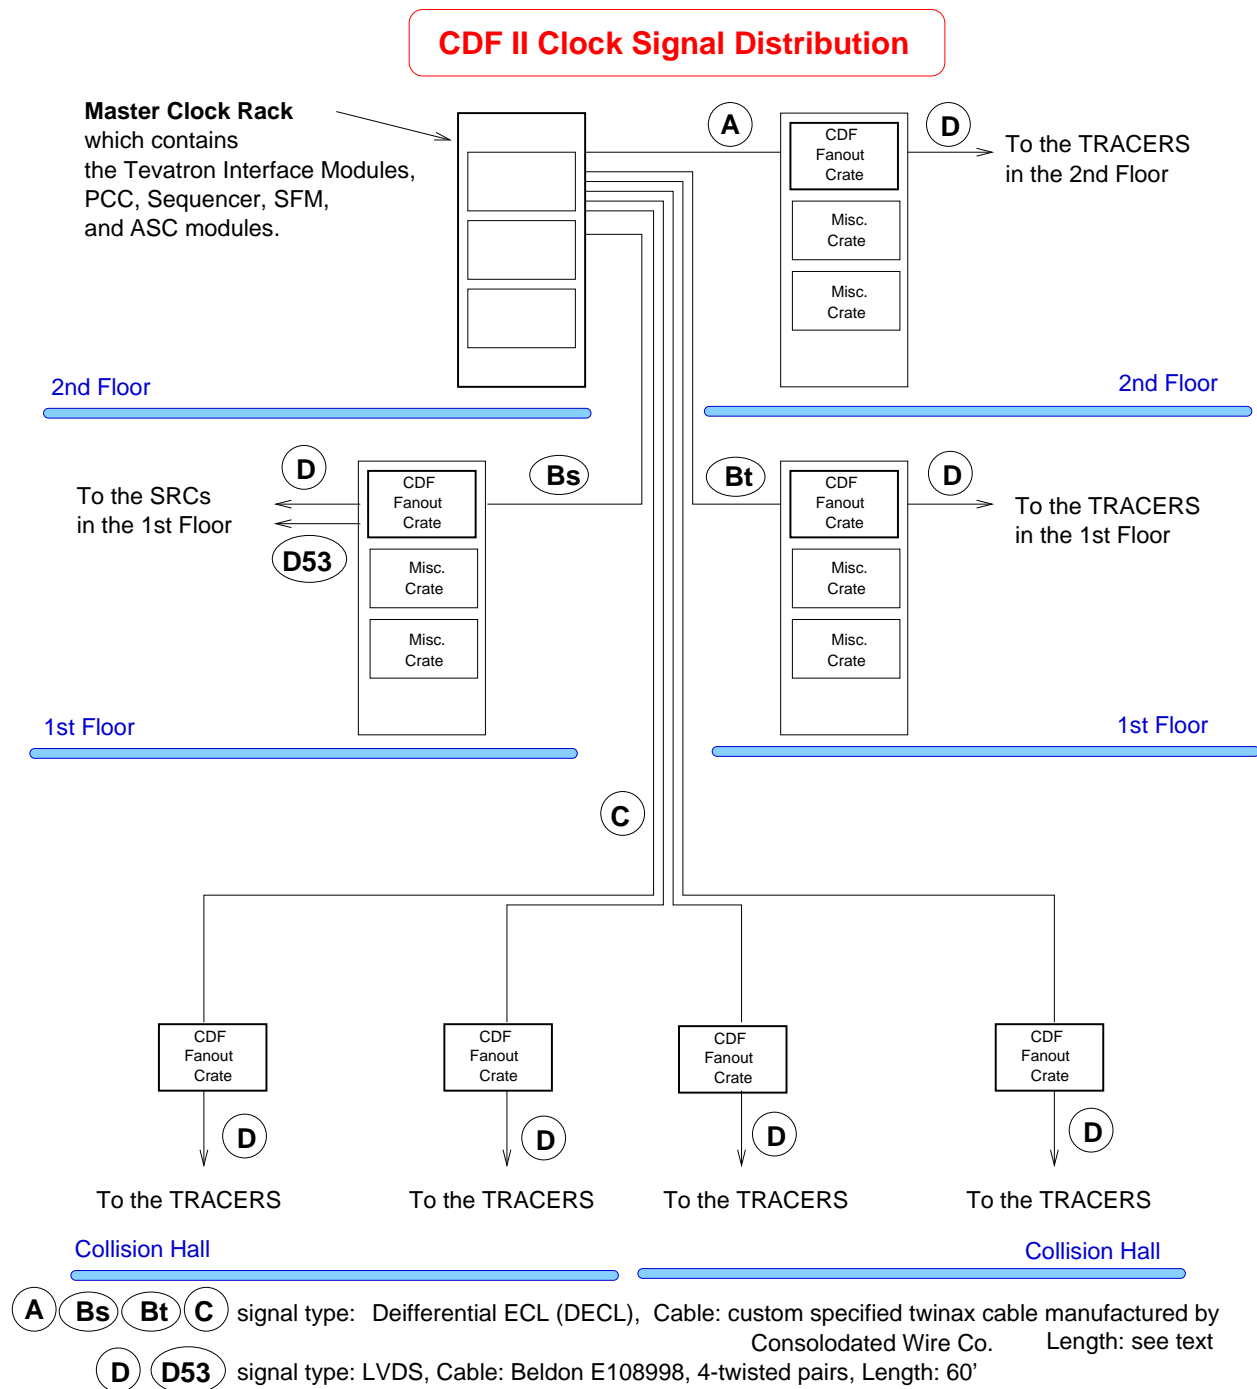 CDF II Clock Signal Distribution
Master Clock Rack
which contains
the Tevatron Interface Modules,
PCC, Sequencer, SFM,
and ASC modules.
A
CDF
Fanout
Crate
D
To the TRACERS
in the 2nd Floor
Misc.
Crate
Misc.
Crate
2nd Floor
2nd Floor
To the SRCs
in the 1st Floor
D
D53
CDF
Fanout
Crate
Misc.
Crate
Misc.
Crate
Bs
Bt
CDF
Fanout
Crate
Misc.
Crate
Misc.
Crate
D
To the TRACERS
in the 1st Floor
1st Floor
1st Floor
C
CDF
Fanout
Crate
CDF
Fanout
Crate
CDF
Fanout
Crate
CDF
Fanout
Crate
D
D
D
D
To the TRACERS
To the TRACERS
To the TRACERS
To the TRACERS
Collision Hall
Collision Hall
A Bs Bt C signal type: Deifferential ECL (DECL), Cable: custom specified twinax cable manufactured by
Consolodated Wire Co. Length: see text
D D53 signal type: LVDS, Cable: Beldon E108998, 4-twisted pairs, Length: 60'